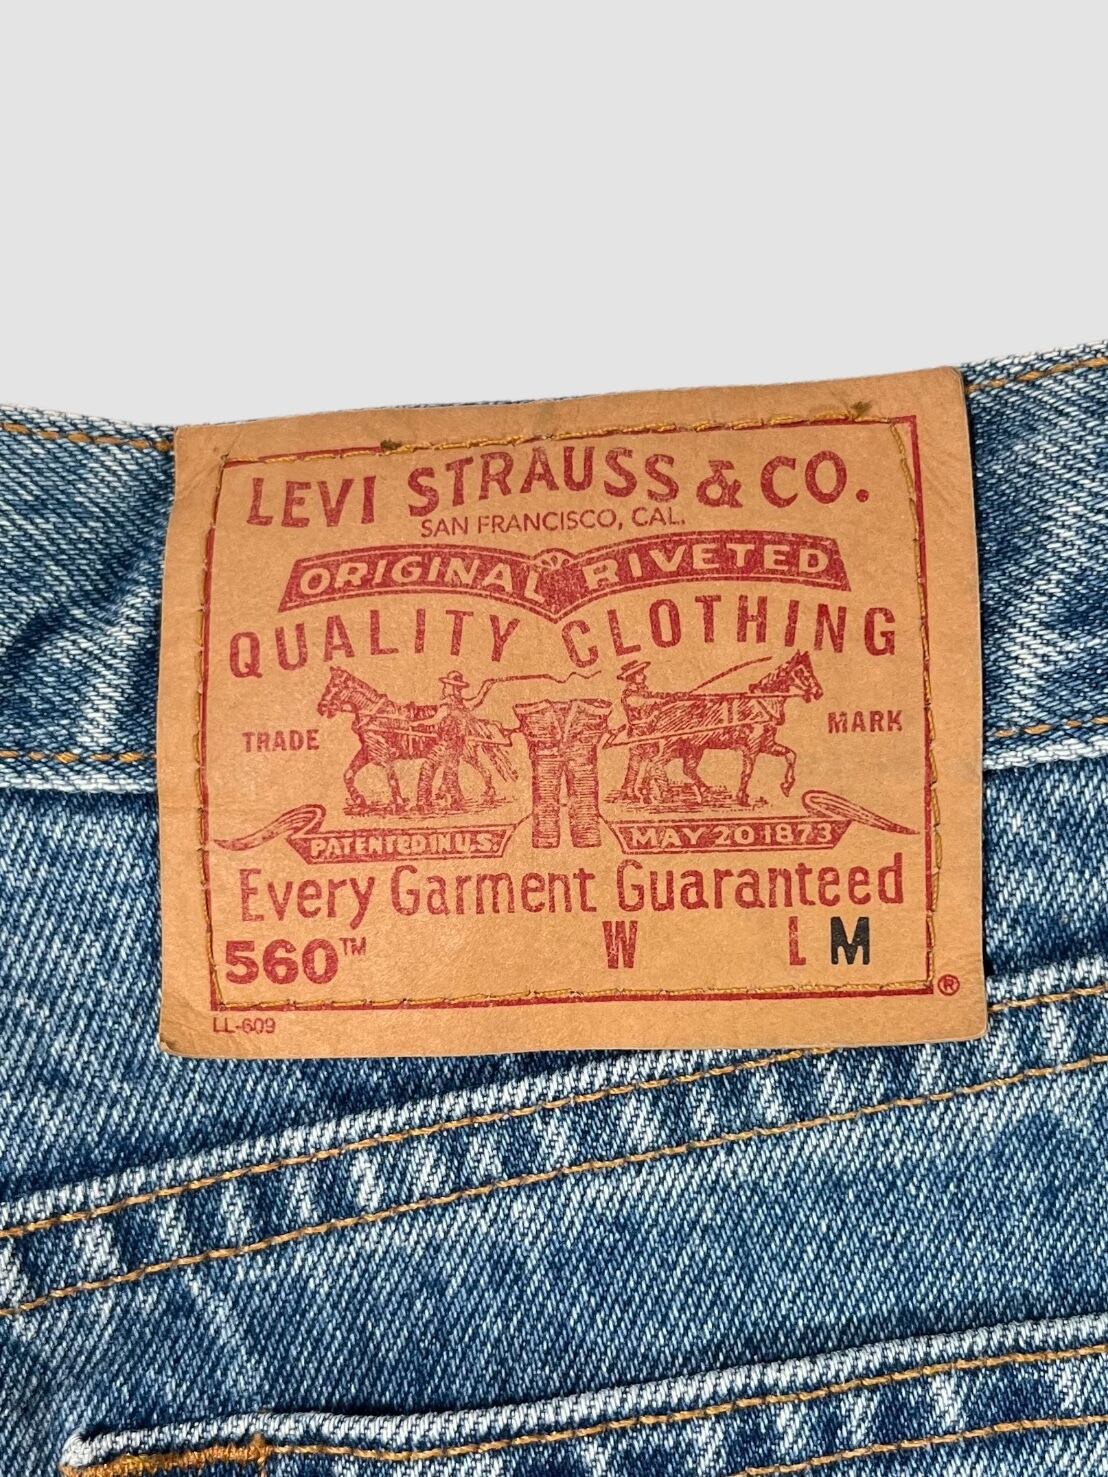 LEVI STRAUSS & CO.
SAN FRANCISCO, CAL.
ORIGINAL RIVETED
QUALITY CLOTHING
TRADE MARK
PATENTED IN U.S. MAY 20 1873
Every Garment Guaranteed
560™ W L M
®
LL-609